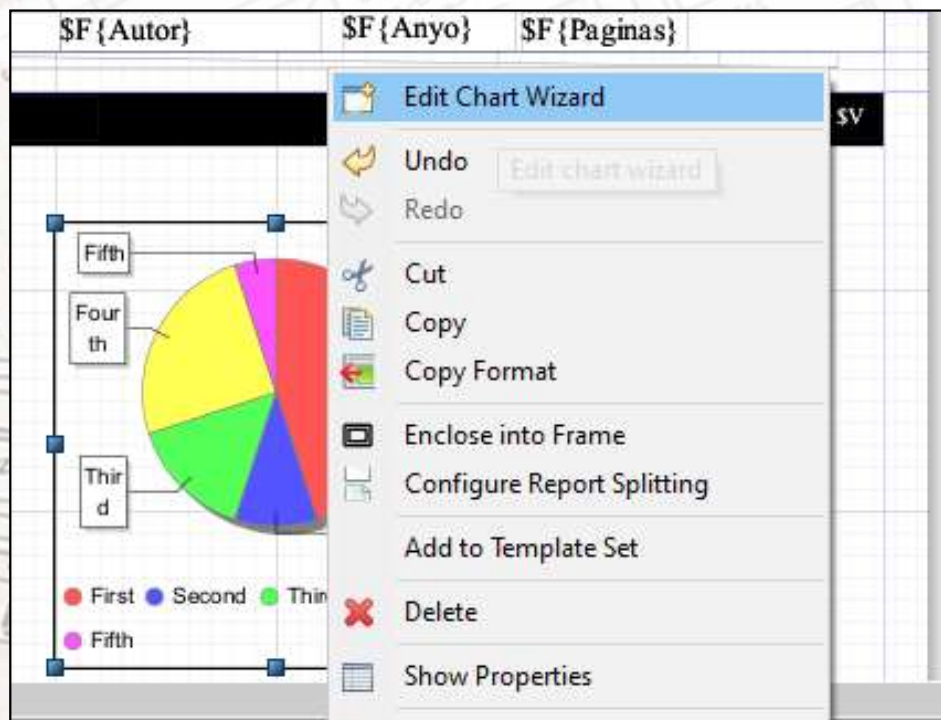 $F{Autor} $F{Anyo} $F{Paginas}
Edit Chart Wizard
$V
Undo
Edit chart wizard
Redo
Fifth
Cut
Four
th
Copy
Copy Format
Enclose into Frame
Thir
d
Configure Report Splitting
Add to Template Set
First Second Thir
Delete
Fifth
Show Properties